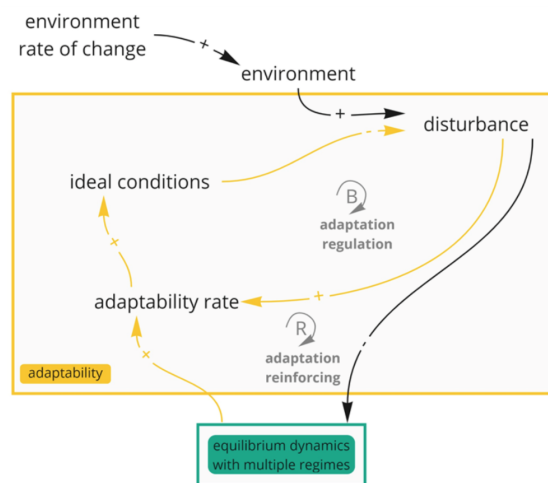 environment
rate of change
+
environment
+
disturbance
-
ideal conditions
B
adaptation
regulation
+
adaptability rate
+
R
adaptation
reinforcing
-
+
adaptability
equilibrium dynamics
with multiple regimes